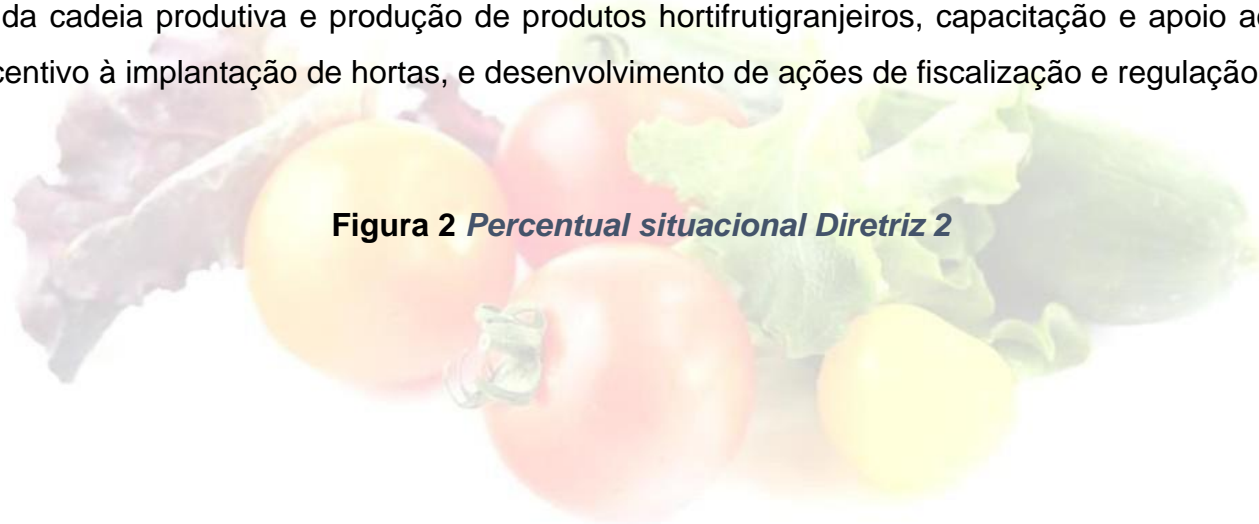 da cadeia produtiva e produção de produtos hortifrutigranjeiros, capacitação e apoio
centivo à implantação de hortas, e desenvolvimento de ações de fiscalização e regulação
Figura 2 Percentual situacional Diretriz 2